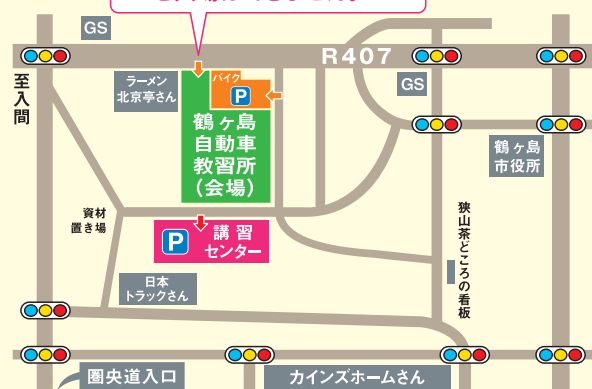 GS
R407
至入間
ラーメン
北京亭さん
バイク
P
GS
鶴ヶ島
自動車
教習所
(会場)
鶴ヶ島
市役所
資材
置き場
P
講習
センター
狭山茶どころの看板
日本
トラックさん
圏央道入口
カインズホームさん